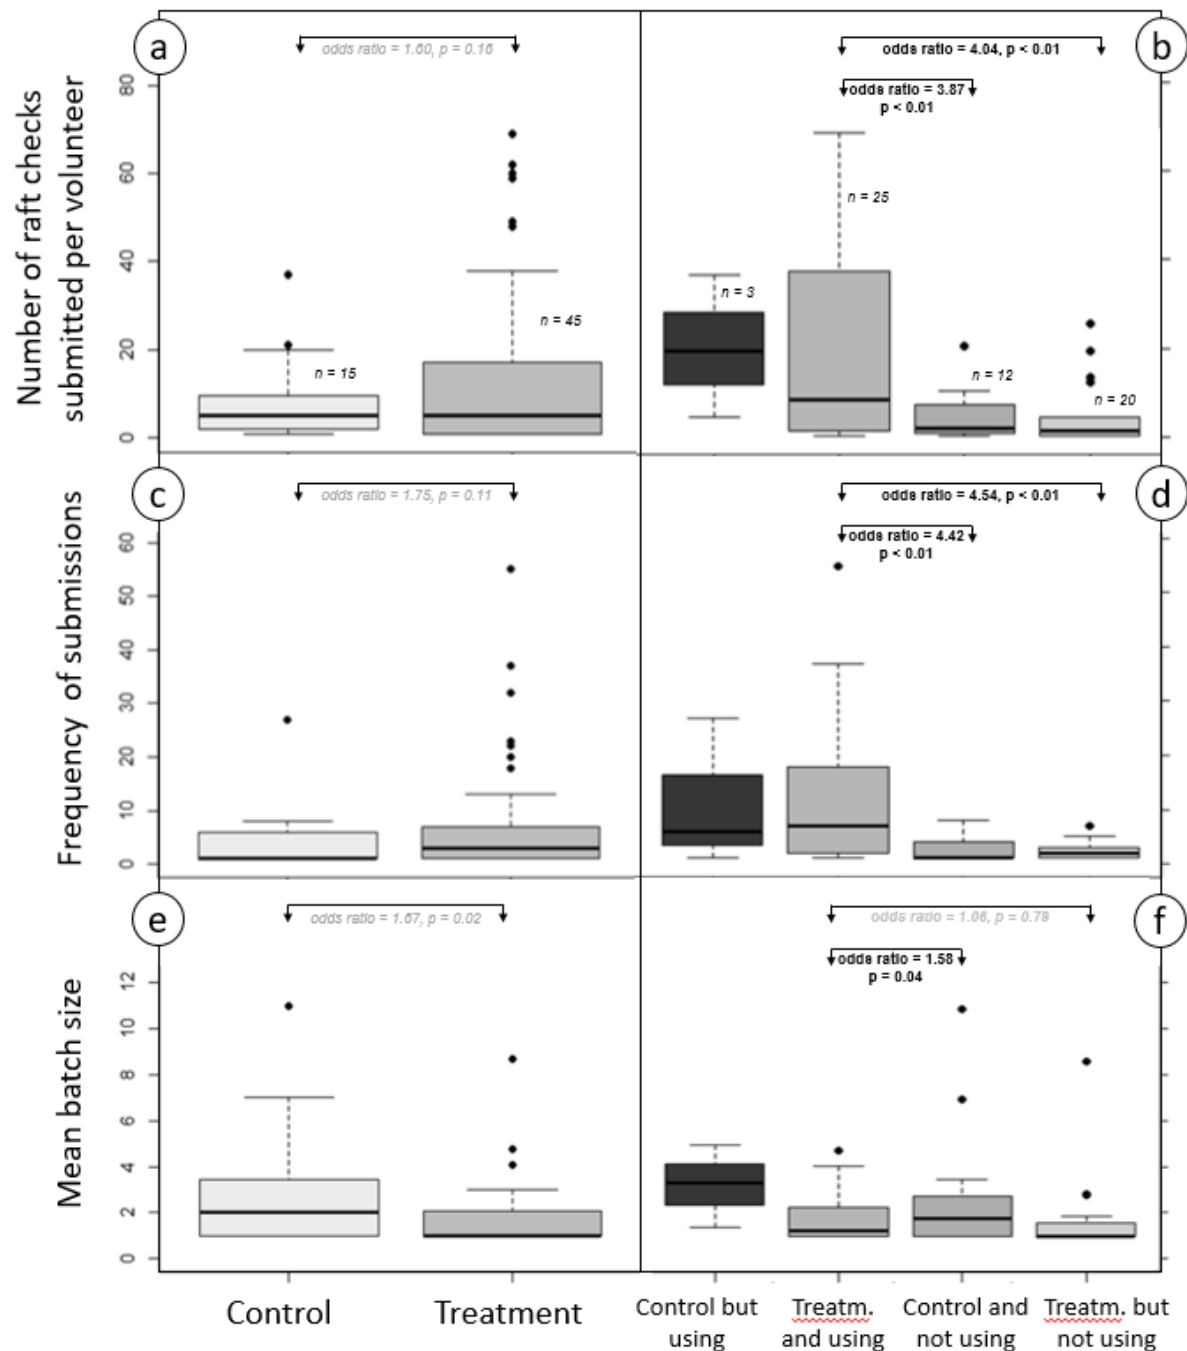 a
odds ratio = 1.60, p = 0.16
b
odds ratio = 4.04, p < 0.01
odds ratio = 3.87
p < 0.01
Number of raft checks
submitted per volunteer
80
60
40
20
0
n = 15
n = 45
n = 3
n = 25
n = 12
n = 20
c
odds ratio = 1.75, p = 0.11
d
odds ratio = 4.54, p < 0.01
odds ratio = 4.42
p < 0.01
Frequency of submissions
60
50
40
30
20
10
0
e
odds ratio = 1.67, p = 0.02
f
odds ratio = 1.06, p = 0.79
odds ratio = 1.58
p = 0.04
Mean batch size
12
10
8
6
4
2
0
Control
Treatment
Control but
using
Treatm.
and using
Control and
not using
Treatm. but
not using